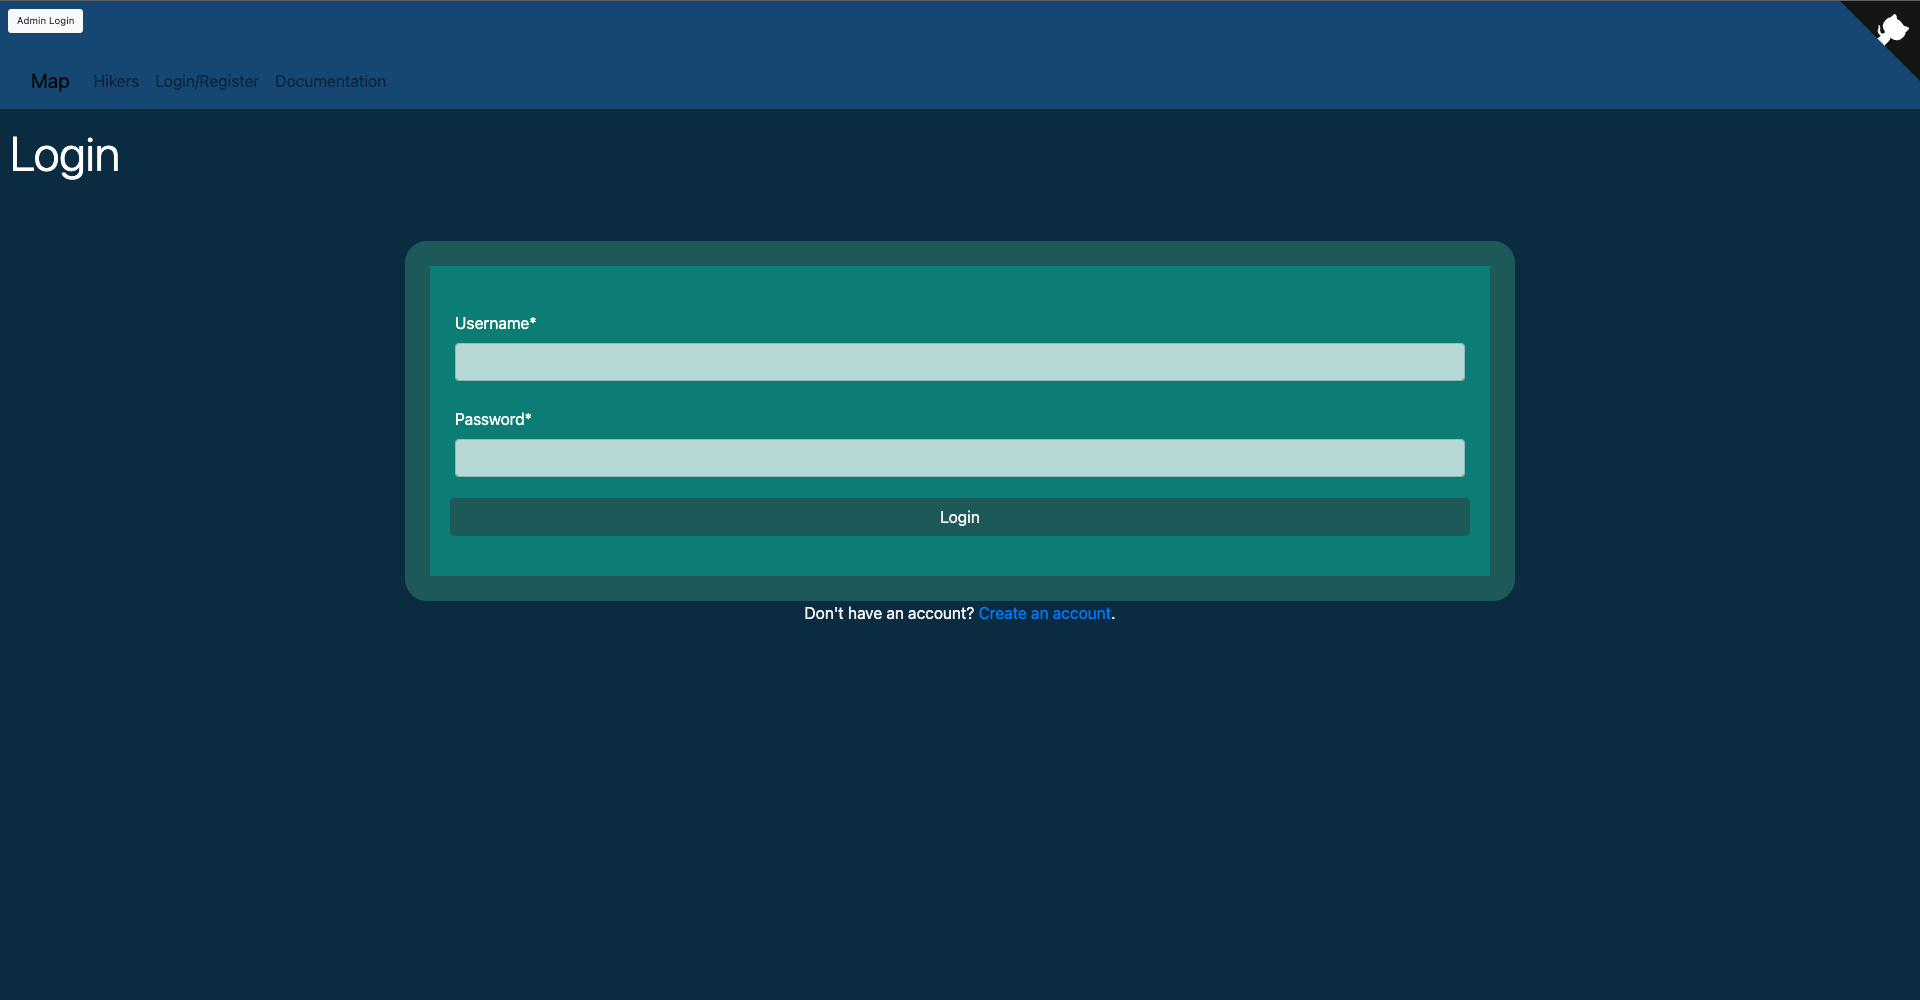 Admin Login
Map Hikers Login/Register Documentation
Login
Username*
Password*
Login
Don't have an account? Create an account.